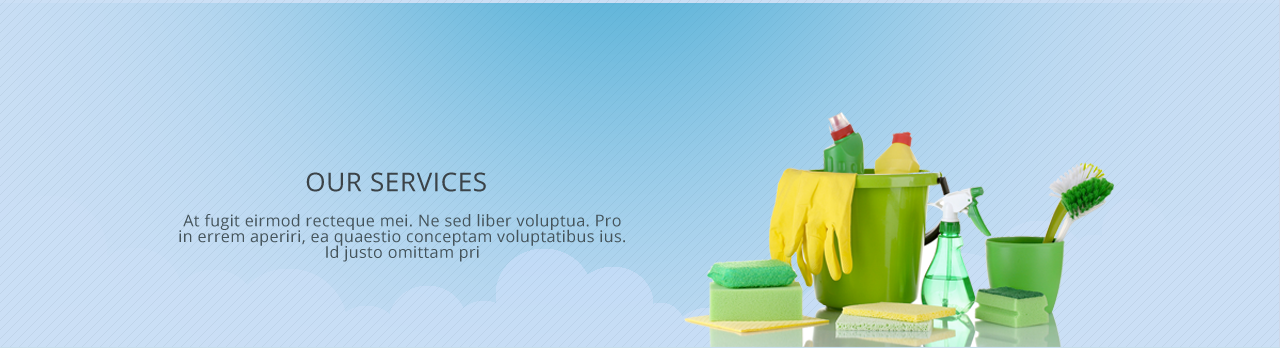 OUR SERVICES
At fugit eirmod recteque mei. Ne sed liber voluptua. Pro
in errem aperiri, ea quaestio conceptam voluptatibus ius.
Id justo omittam pri